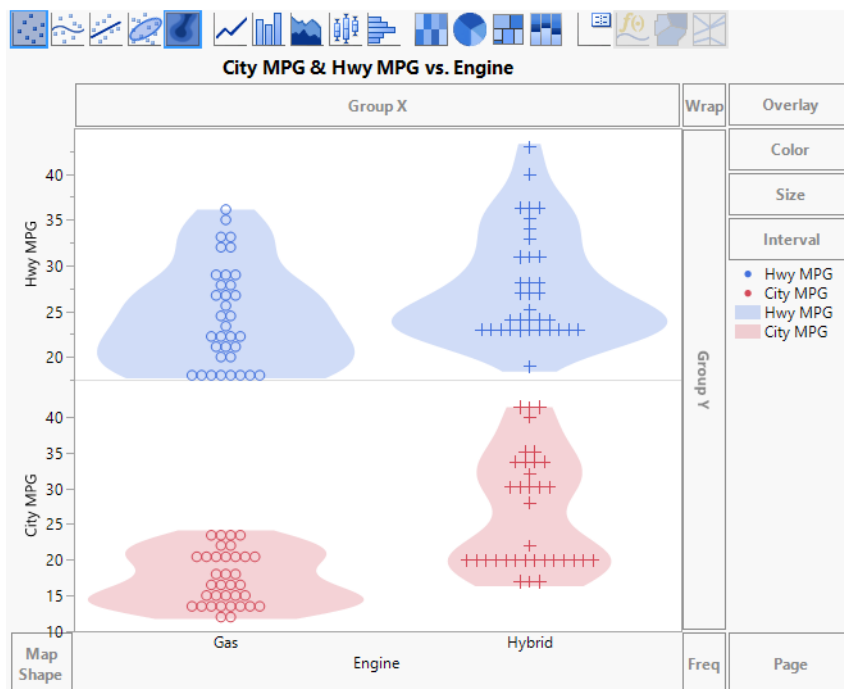 City MPG & Hwy MPG vs. Engine
Group X
Wrap
Overlay
Color
Size
Interval
Hwy MPG
City MPG
Hwy MPG
City MPG
Group Y
Hwy MPG
40
35
30
25
20
City MPG
40
35
30
25
20
15
10
Gas
Hybrid
Engine
Map
Shape
Freq
Page